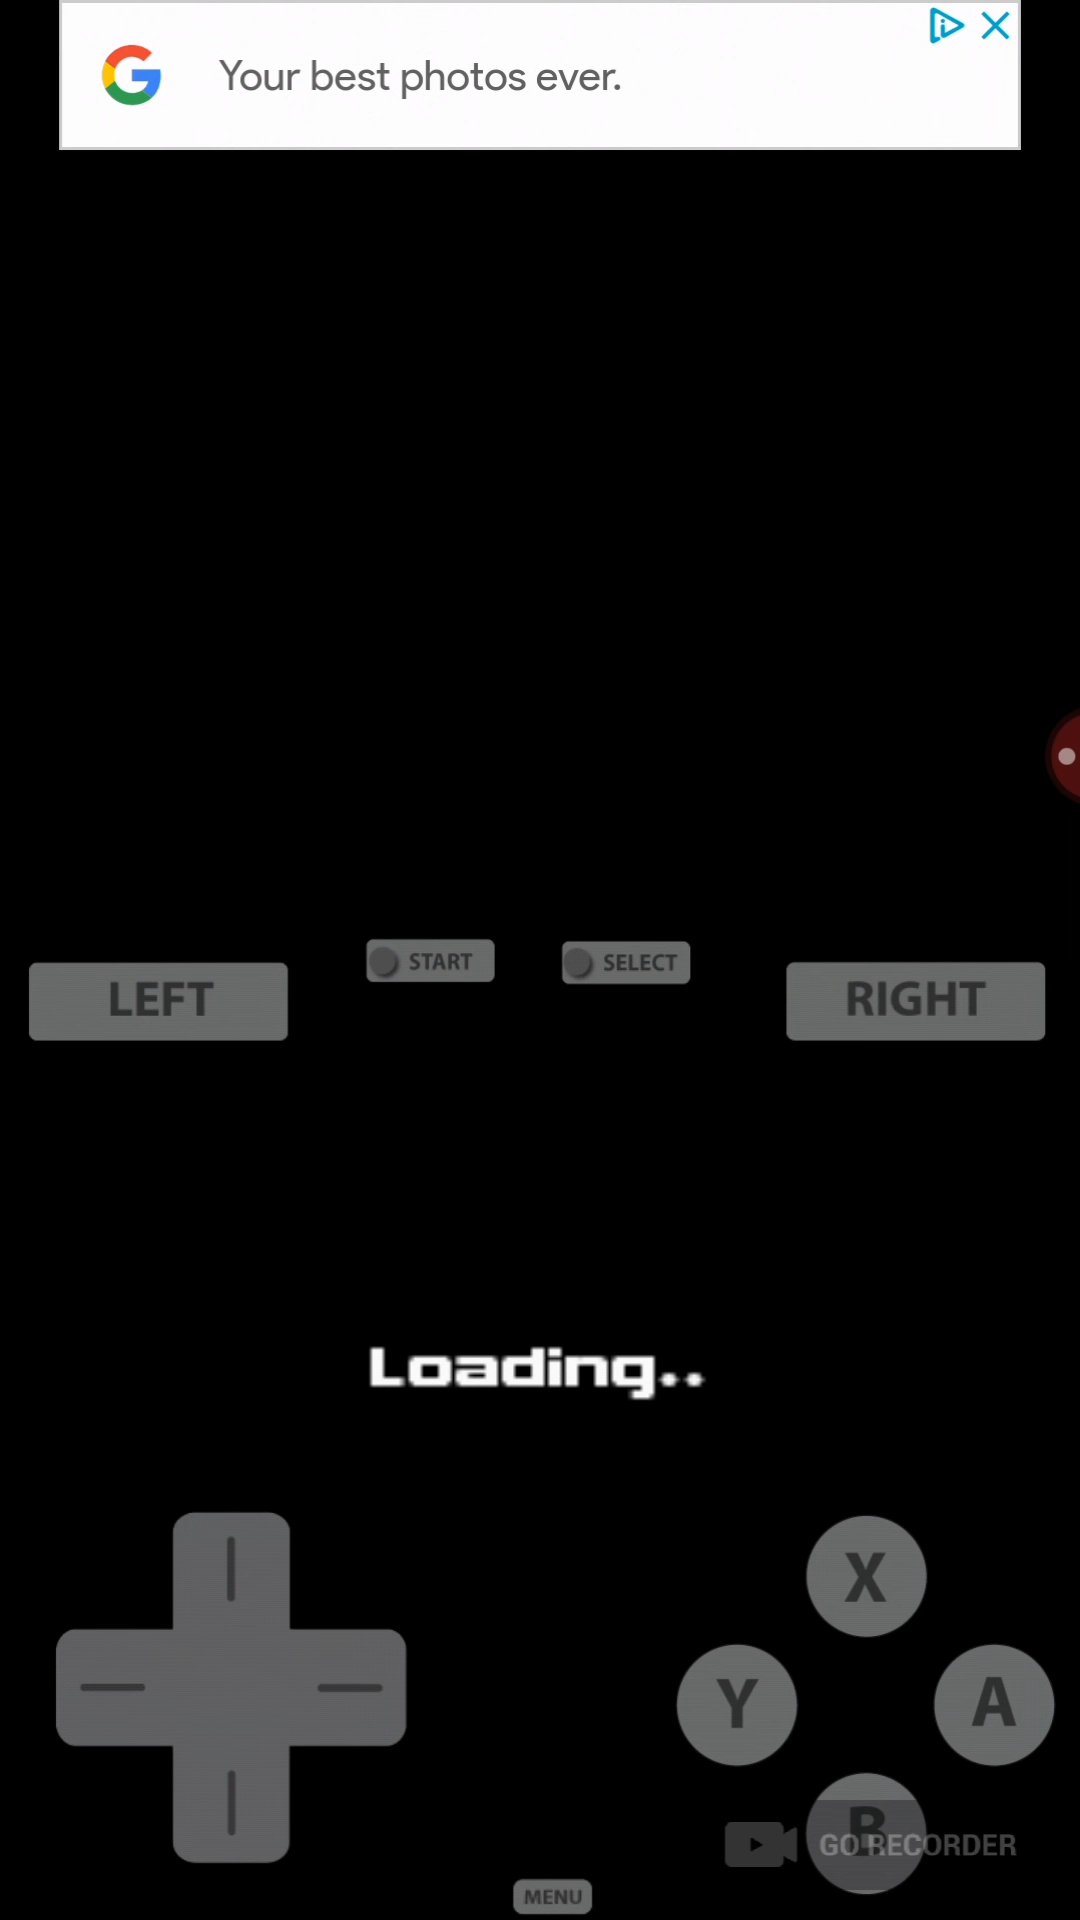 Your best photos ever.
START
SELECT
LEFT
RIGHT
Loading..
X
Y
A
B
GO RECORDER
MENU